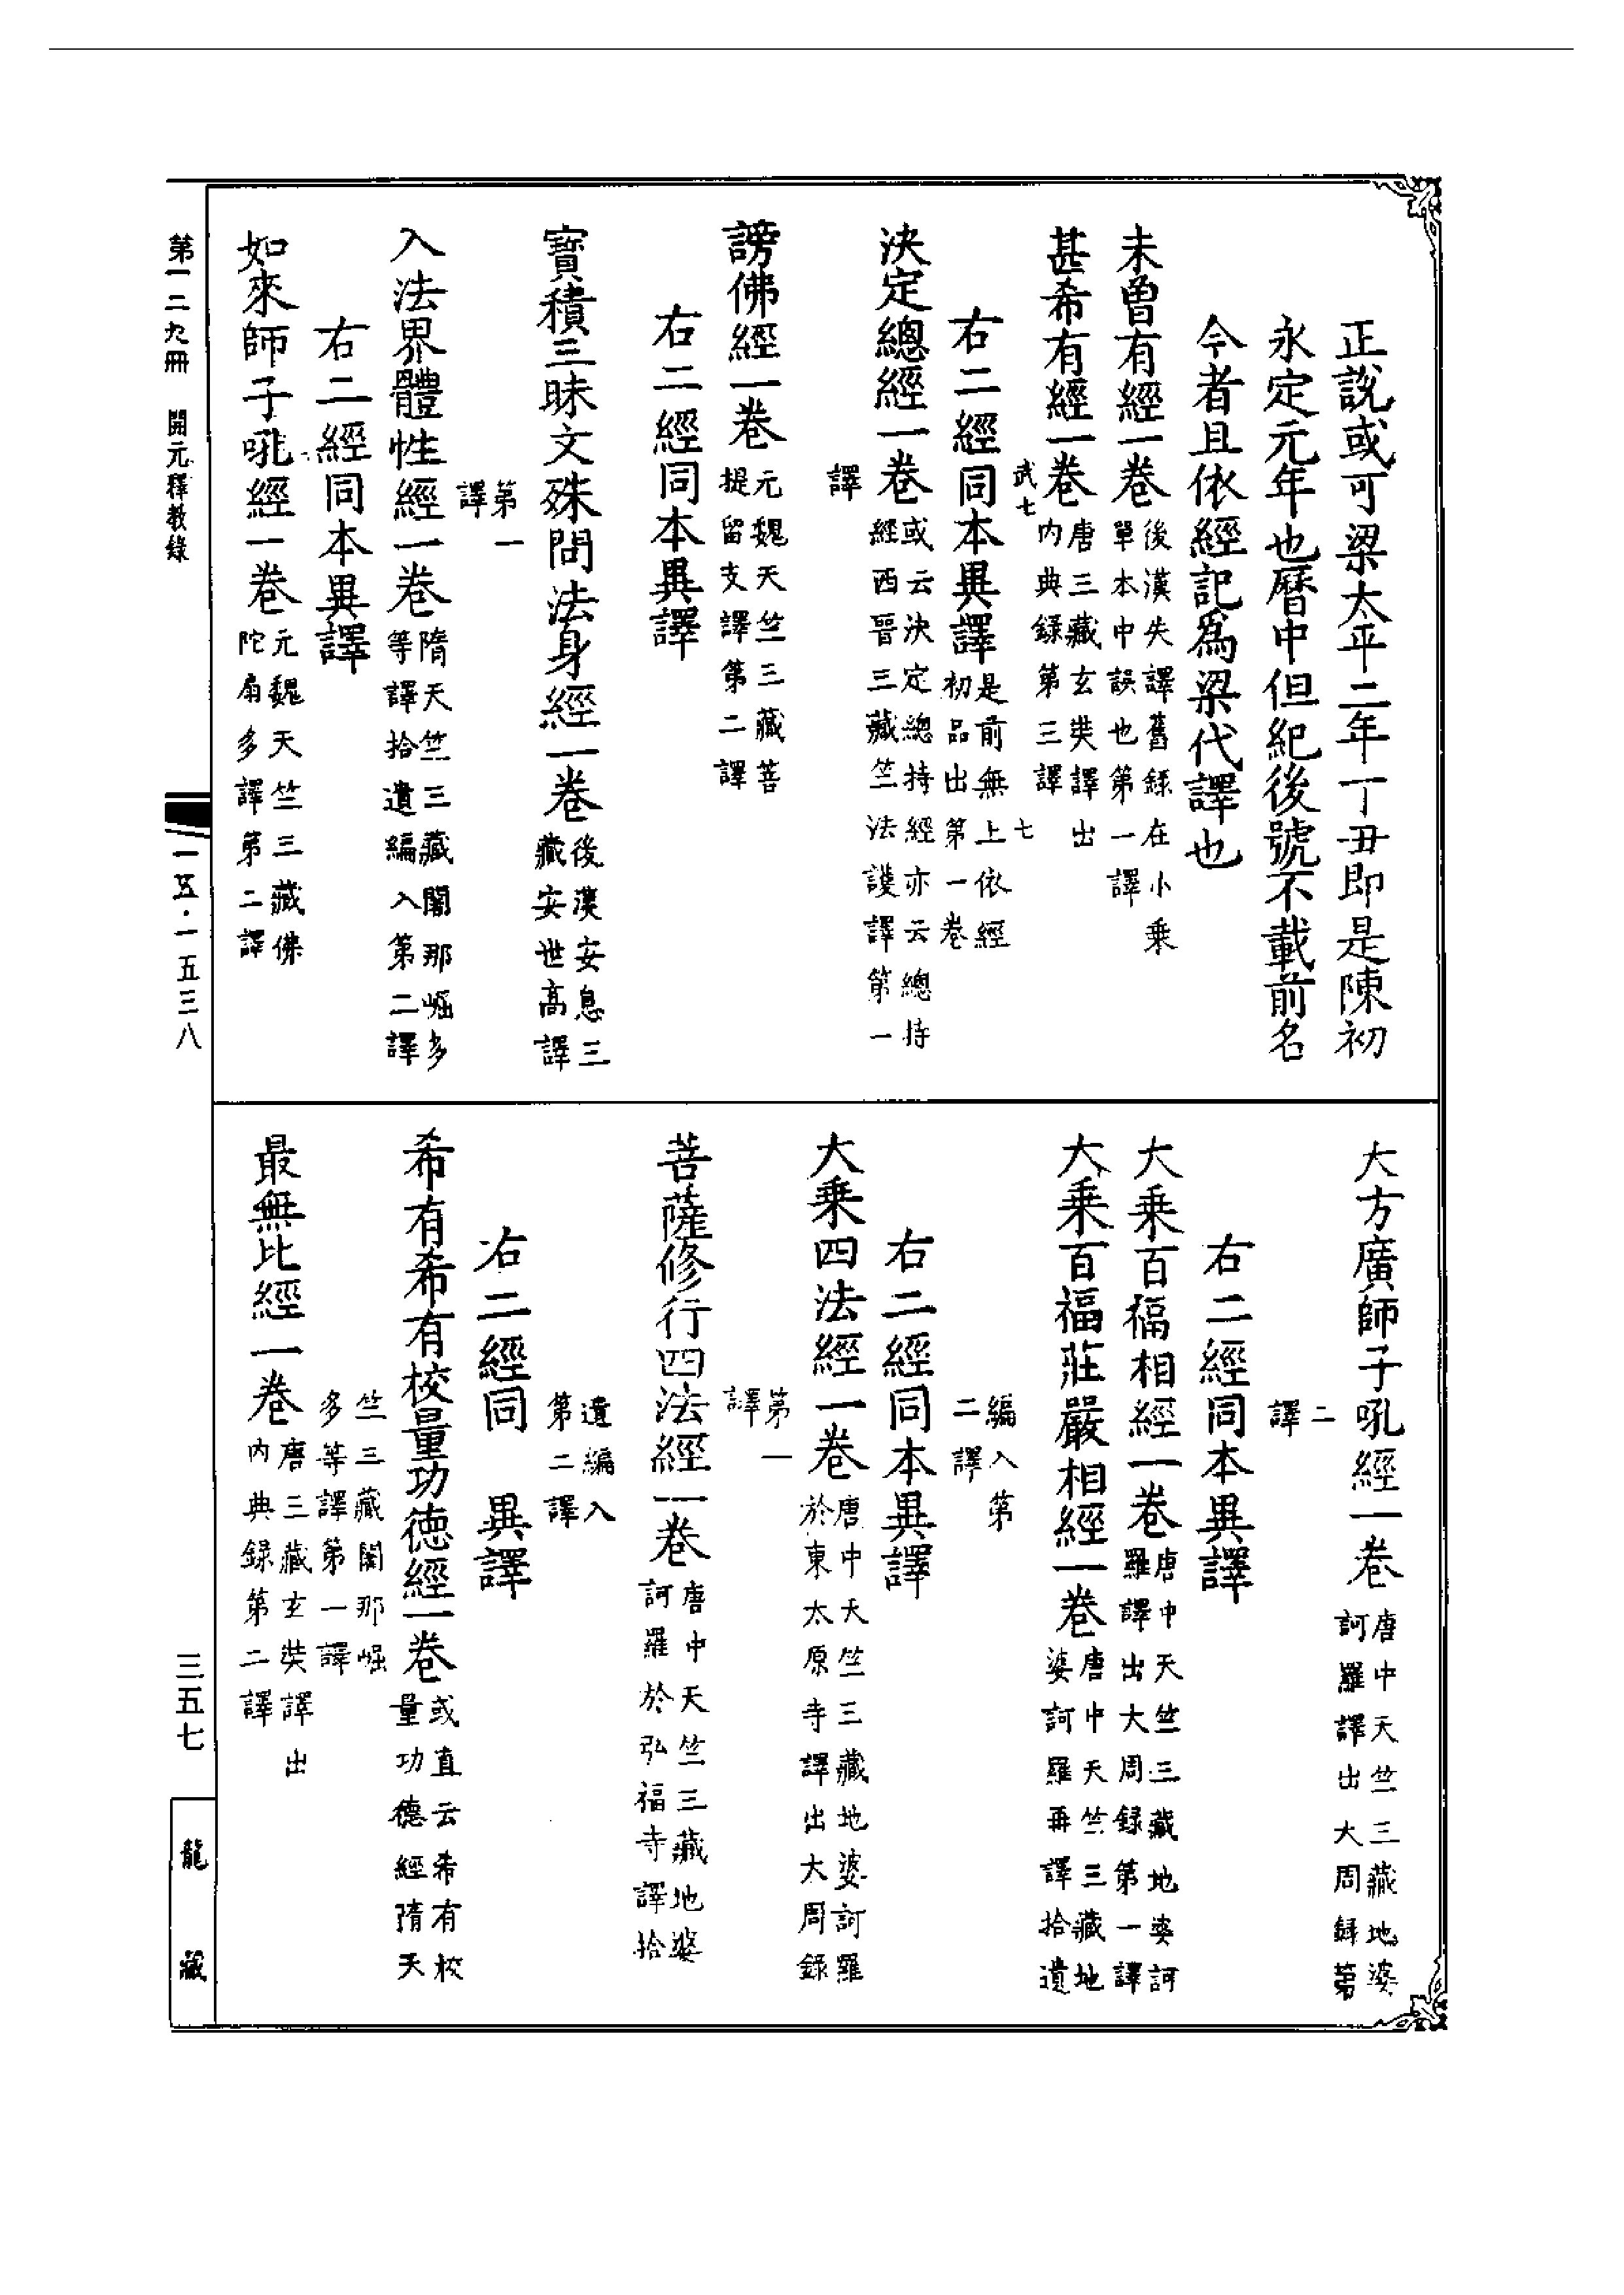 正說或可梁太平二年丁丑即是陳初
永定元年也曆中但紀後號不載前名
今者且依經記爲梁代譯也
未曾有經一卷後漢失譯舊録在小乘單本中誤也第一譯
甚希有經一卷唐三藏玄奘譯出内典録第三譯
武七
七
右二經同本異譯是前無上依經初品出第一卷
決定總經一卷或云決定總持經亦云總持經西晉三藏竺法護譯第一
譯
謗佛經一卷元魏天竺三藏菩提留支譯第二譯
右二經同本異譯
寶積三昧文殊問法身經一卷後漢安息三藏安世高譯
第一譯
入法界體性經一卷隋天竺三藏闍那崛多等譯拾遺編入第二譯
右二經同本異譯
如來師子吼經一卷元魏天竺三藏佛陀扇多譯第二譯
大方廣師子吼經一卷唐中天竺三藏地婆訶羅譯出大周録第
二譯
右二經同本異譯
大乘百福相經一卷唐中天竺三藏地婆訶羅譯出大周録第一譯
大乘百福莊嚴相經一卷唐中天竺三藏地婆訶羅再譯拾遺
編入第二譯
右二經同本異譯
大乘四法經一卷唐中天竺三藏地婆訶羅於東太原寺譯出大周録
第一譯
菩薩修行四法經一卷唐中天竺三藏地婆訶羅於弘福寺譯拾
遺編入第二譯
右二經同 異譯
希有希有校量功德經一卷或直云希有校量功德經隋天
竺三藏闍那崛多等譯第一譯
最無比經一卷唐三藏玄奘譯出内典録第二譯
第一二九冊 開元釋教錄
一五·一五三八
三五七
龍藏